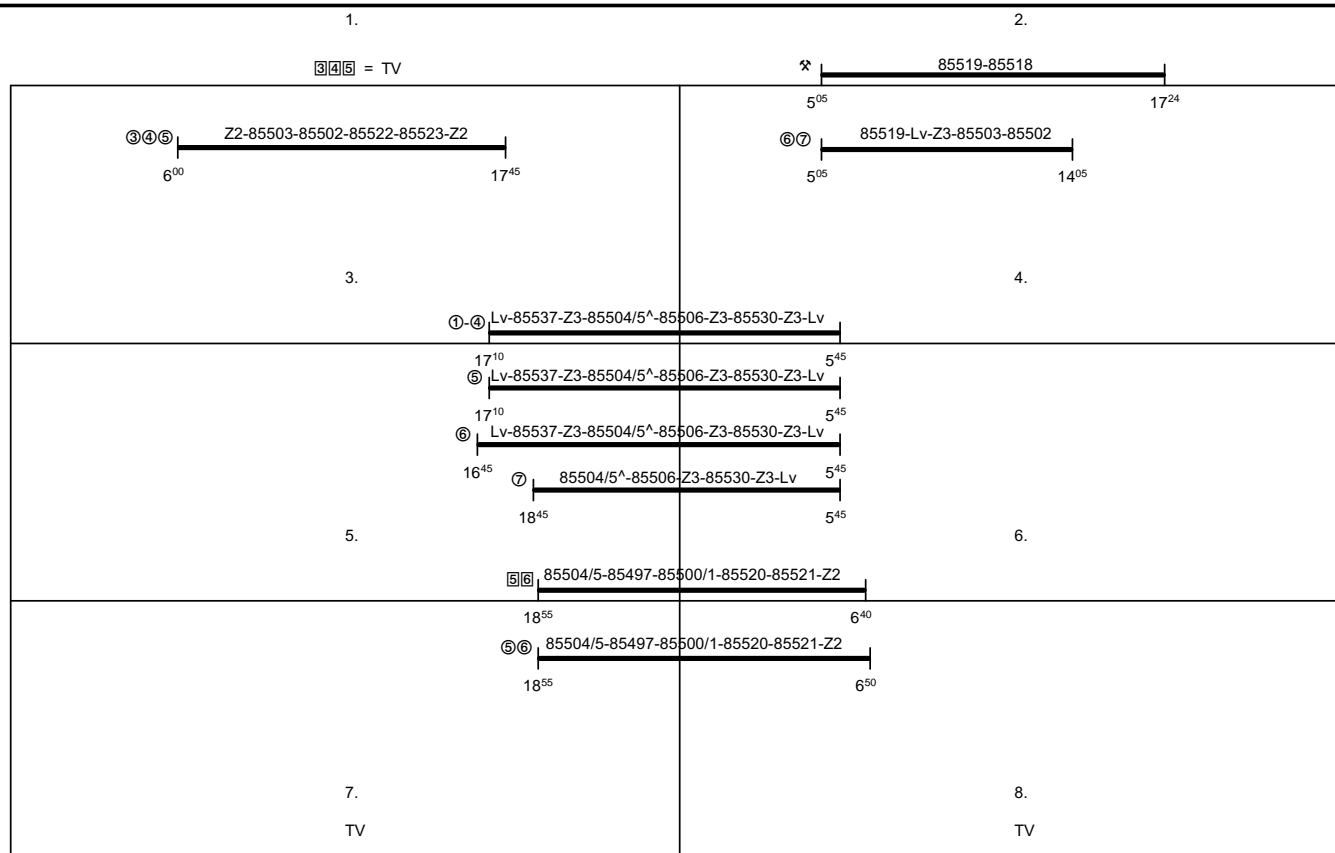 1. 2.
3️⃣4️⃣5️⃣ = TV
⚒ 85519-85518
5⁰⁵ 17²⁴
③④⑤ Z2-85503-85502-85522-85523-Z2
6⁰⁰ 17⁴⁵
⑥⑦ 85519-Lv-Z3-85503-85502
5⁰⁵ 14⁰⁵
3. 4.
①-④ Lv-85537-Z3-85504/5^-85506-Z3-85530-Z3-Lv
17¹⁰ 5⁴⁵
⑤ Lv-85537-Z3-85504/5^-85506-Z3-85530-Z3-Lv
17¹⁰ 5⁴⁵
⑥ Lv-85537-Z3-85504/5^-85506-Z3-85530-Z3-Lv
16⁴⁵ 5⁴⁵
⑦ 85504/5^-85506-Z3-85530-Z3-Lv
18⁴⁵ 5⁴⁵
5. 6.
5️⃣6️⃣ 85504/5-85497-85500/1-85520-85521-Z2
18⁵⁵ 6⁴⁰
⑤⑥ 85504/5-85497-85500/1-85520-85521-Z2
18⁵⁵ 6⁵⁰
7. 8.
TV TV